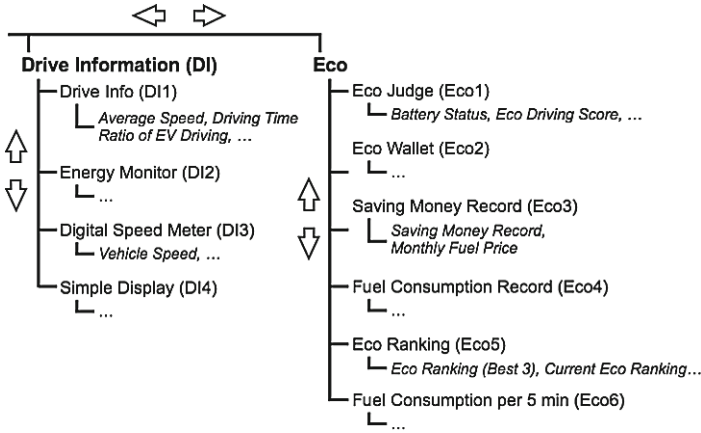 Drive Information (DI)
Drive Info (DI1)
Average Speed, Driving Time
Ratio of EV Driving, ...
Energy Monitor (DI2)
...
Digital Speed Meter (DI3)
Vehicle Speed, ...
Simple Display (DI4)
...
Eco
Eco Judge (Eco1)
Battery Status, Eco Driving Score, ...
Eco Wallet (Eco2)
...
Saving Money Record (Eco3)
Saving Money Record,
Monthly Fuel Price
Fuel Consumption Record (Eco4)
...
Eco Ranking (Eco5)
Eco Ranking (Best 3), Current Eco Ranking...
Fuel Consumption per 5 min (Eco6)
...